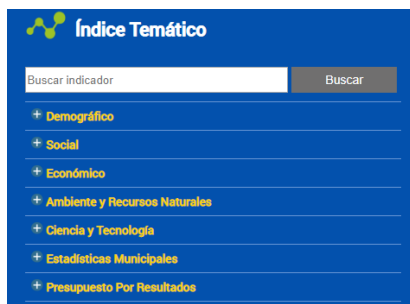 Índice Temático
Buscar indicador
Buscar
Demográfico
Social
Económico
Ambiente y Recursos Naturales
Ciencia y Tecnología
Estadísticas Municipales
Presupuesto Por Resultados